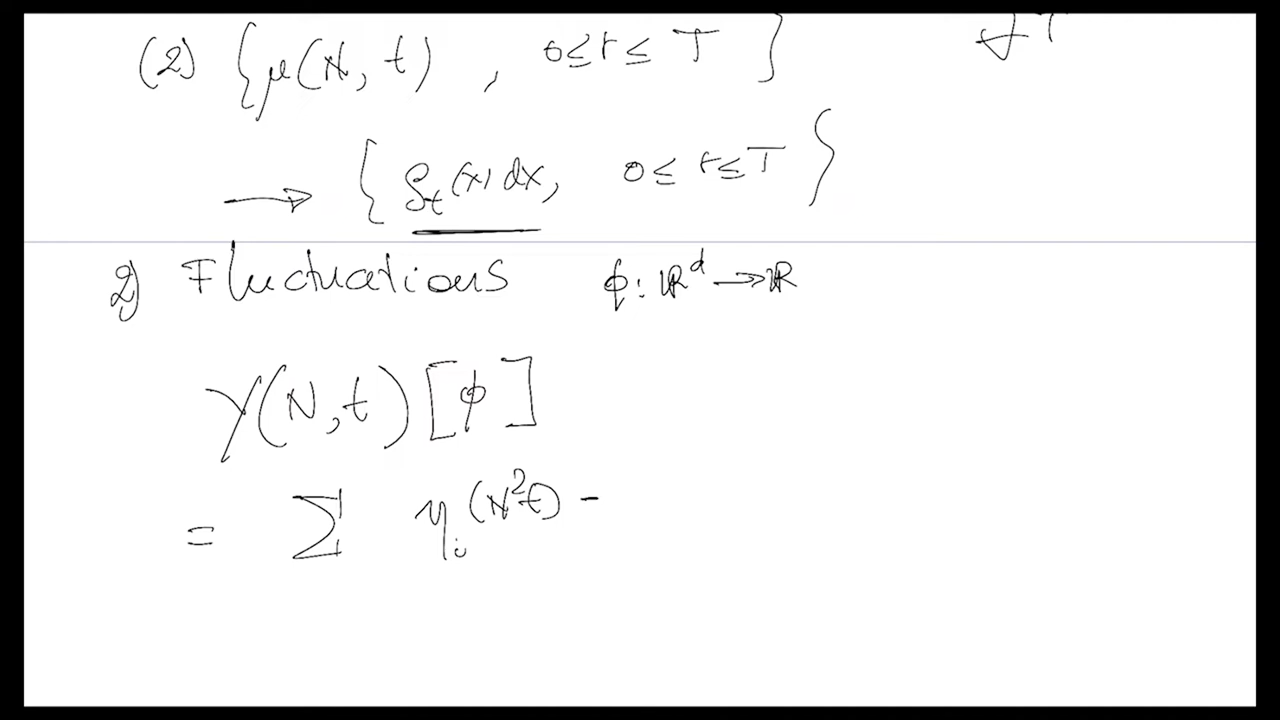 (2) {μ(N, t) , 0≤t≤ T }
→ { ρ_t(x) dx, 0≤ t≤T }
2) Fluctuations φ: ℝ^d → ℝ
Y(N, t) [φ]
= Σ η_i (N²t) -